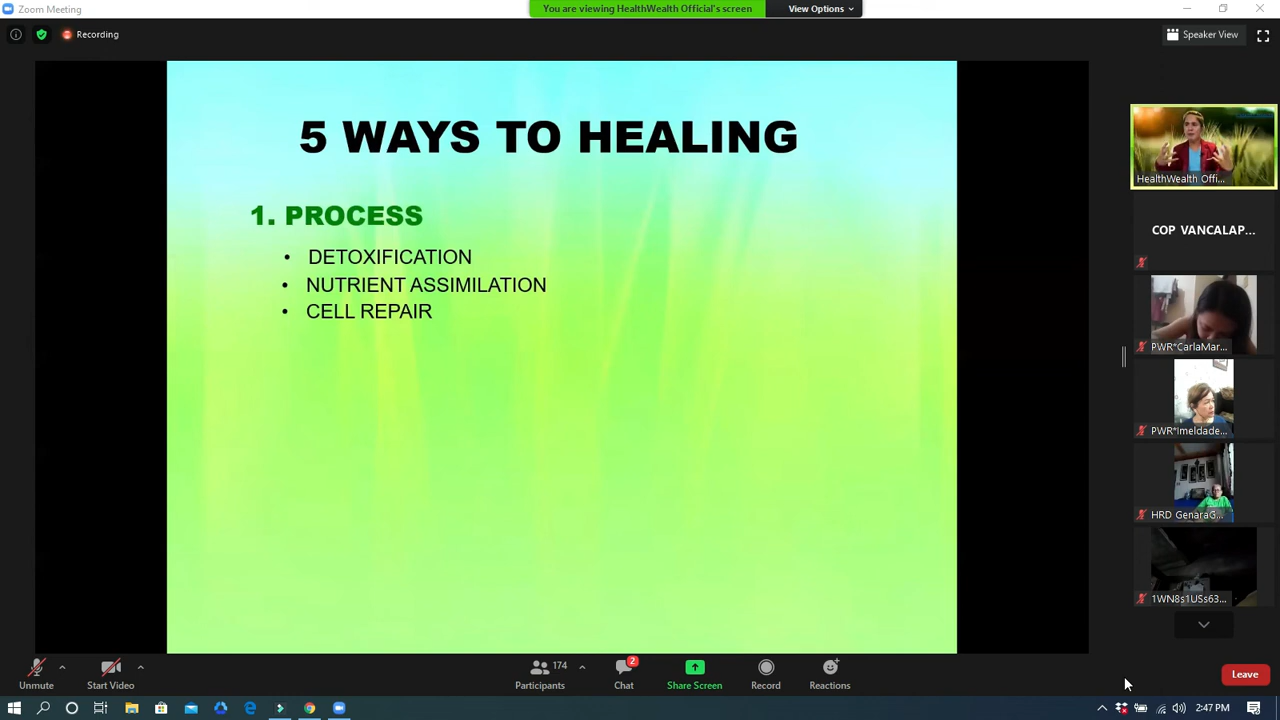 Zoom Meeting
You are viewing HealthWealth Official's screen
View Options
Recording
Speaker View
5 WAYS TO HEALING
1. PROCESS
• DETOXIFICATION
• NUTRIENT ASSIMILATION
• CELL REPAIR
HealthWealth Offi...
COP VANCALAP...
PWR*CarlaMar...
PWR*Imeldade...
HRD GenaraG...
1WN8s1USs63...
Unmute
Start Video
Participants
174
Chat
2
Share Screen
Record
Reactions
Leave
2:47 PM